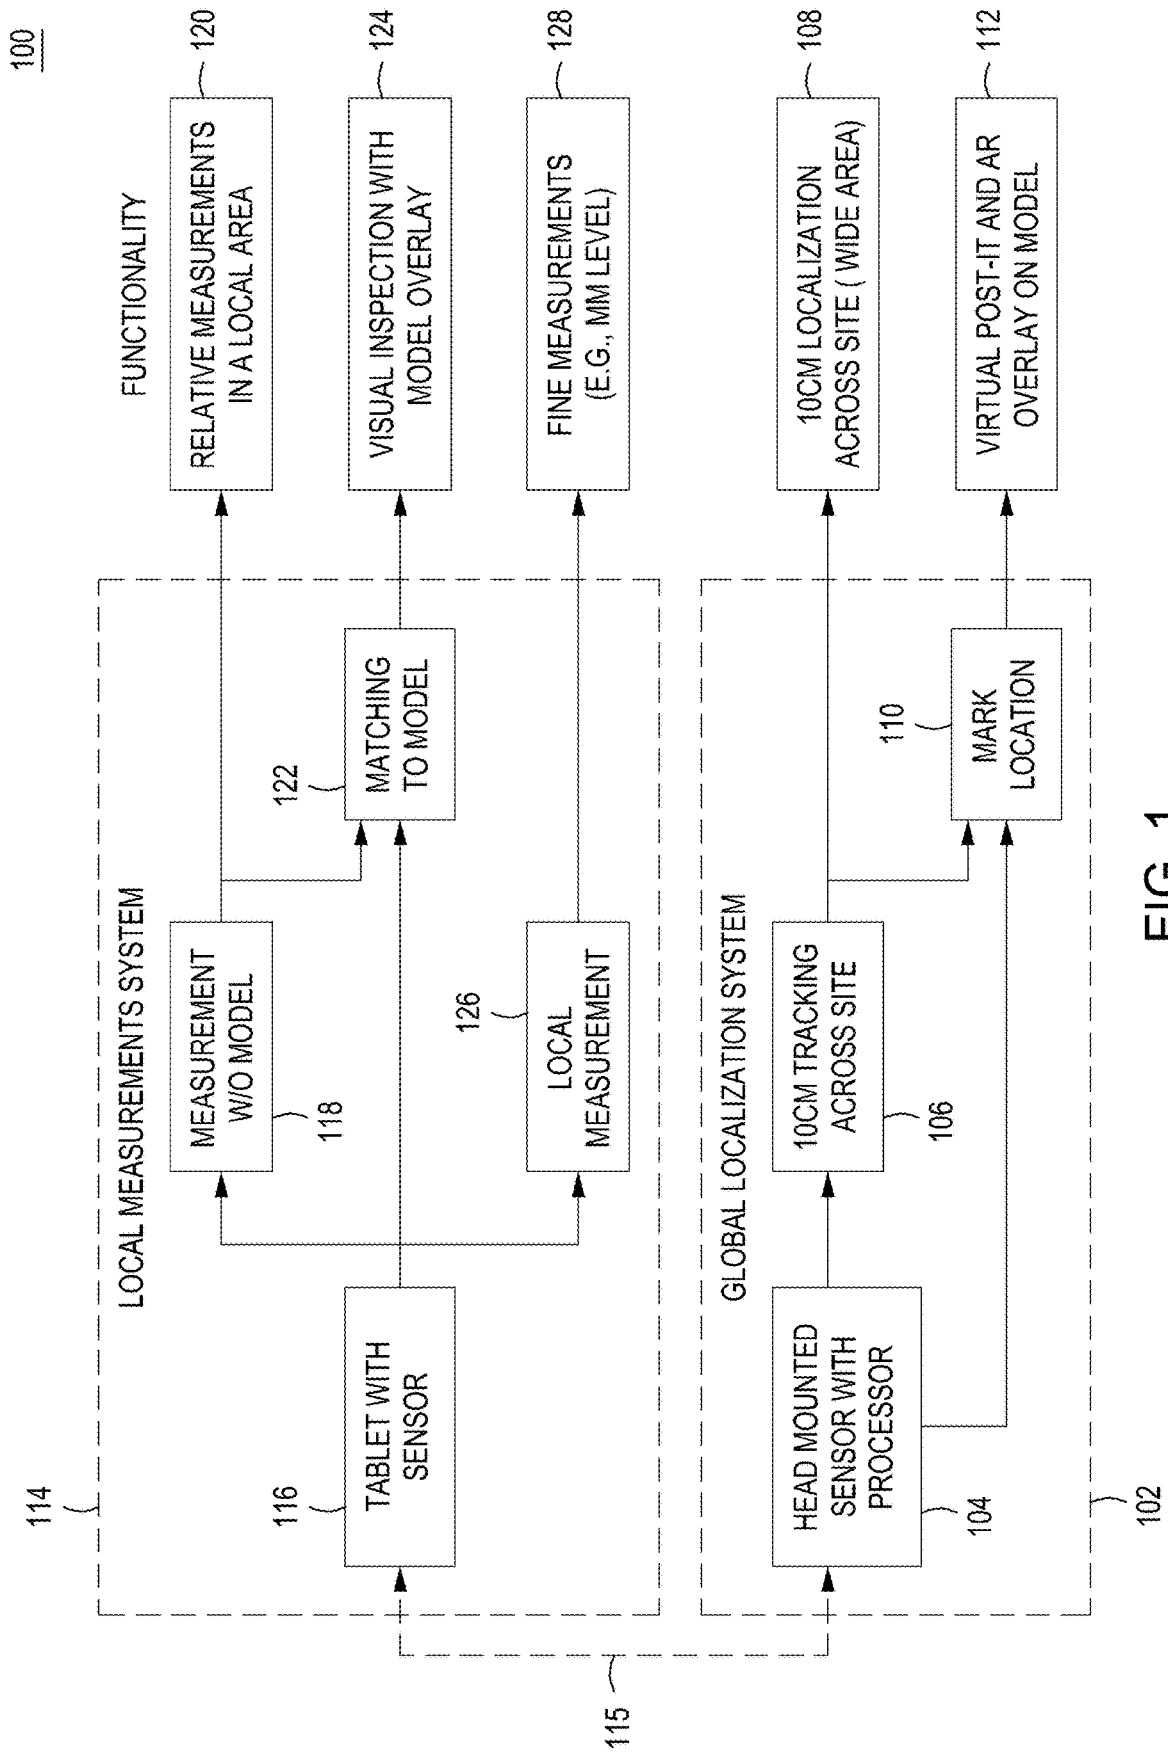 100
FUNCTIONALITY
LOCAL MEASUREMENTS SYSTEM
114
116
TABLET WITH
SENSOR
MEASUREMENT
W/O MODEL
118
122
MATCHING
TO MODEL
126
LOCAL
MEASUREMENT
RELATIVE MEASUREMENTS
IN A LOCAL AREA
120
VISUAL INSPECTION WITH
MODEL OVERLAY
124
FINE MEASUREMENTS
(E.G., MM LEVEL)
128
115
GLOBAL LOCALIZATION SYSTEM
HEAD MOUNTED
SENSOR WITH
PROCESSOR
104
102
10CM TRACKING
ACROSS SITE
106
110
MARK
LOCATION
10CM LOCALIZATION
ACROSS SITE ( WIDE AREA)
108
VIRTUAL POST-IT AND AR
OVERLAY ON MODEL
112
FIG. 1